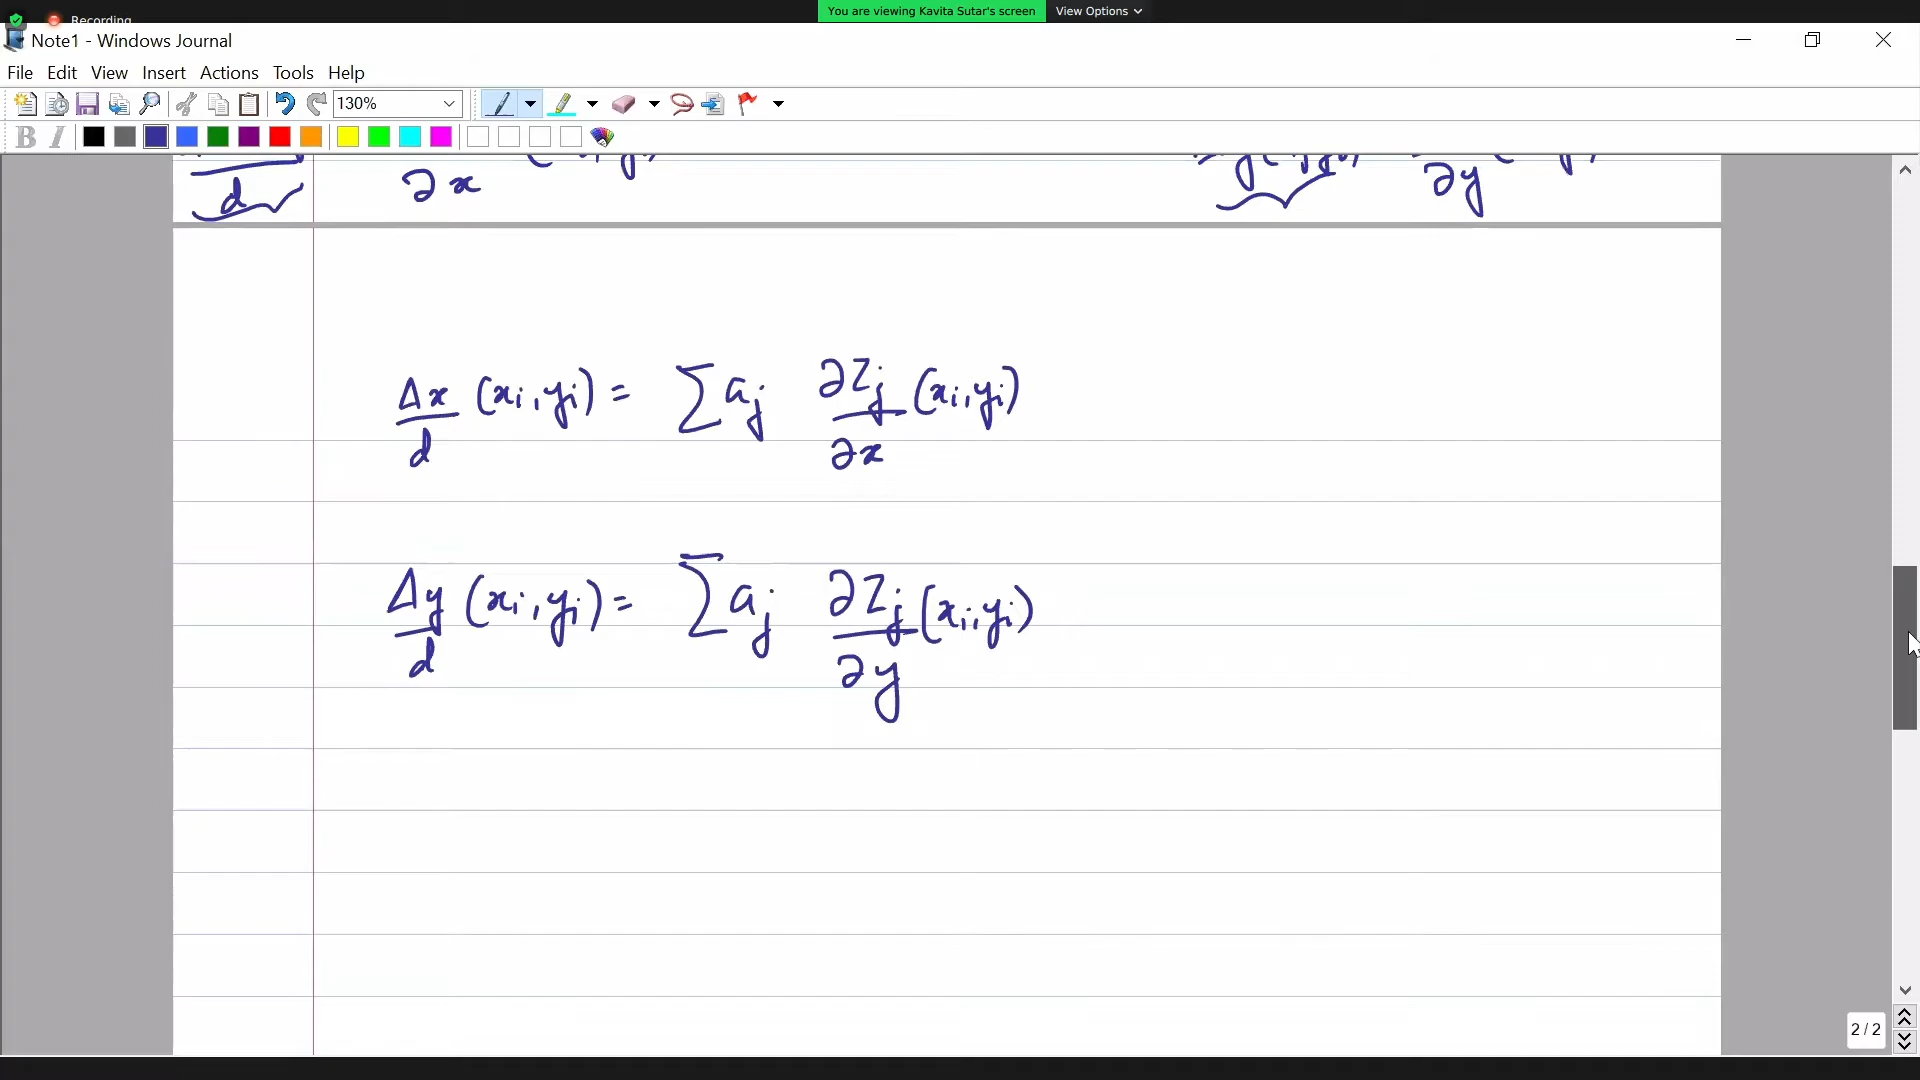 Recording
You are viewing Kavita Sutar's screen View Options
Note1 - Windows Journal
File Edit View Insert Actions Tools Help
130%
B I
d ∂x ∂y
Δx/d (xi, yi) = Σ aj ∂Zj/∂x (xi, yi)
Δy/d (xi, yi) = Σ aj ∂Zj/∂y (xi, yi)
2 / 2